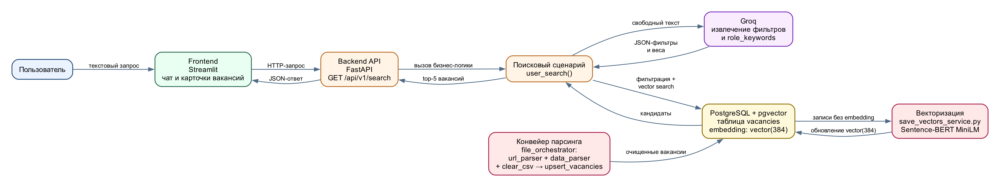 Пользователь
текстовый запрос
Frontend
Streamlit
чат и карточки вакансий
HTTP-запрос
JSON-ответ
Backend API
FastAPI
GET /api/v1/search
вызов бизнес-логики
top-5 вакансий
Поисковый сценарий
user_search()
свободный текст
JSON-фильтры
и веса
Groq
извлечение фильтров
и role_keywords
фильтрация +
vector search
кандидаты
Конвейер парсинга
file_orchestrator:
url_parser + data_parser
+ clear_csv → upsert_vacancies
очищенные вакансии
PostgreSQL + pgvector
таблица vacancies
embedding: vector(384)
записи без embedding
обновление vector(384)
Векторизация
save_vectors_service.py
Sentence-BERT MiniLM